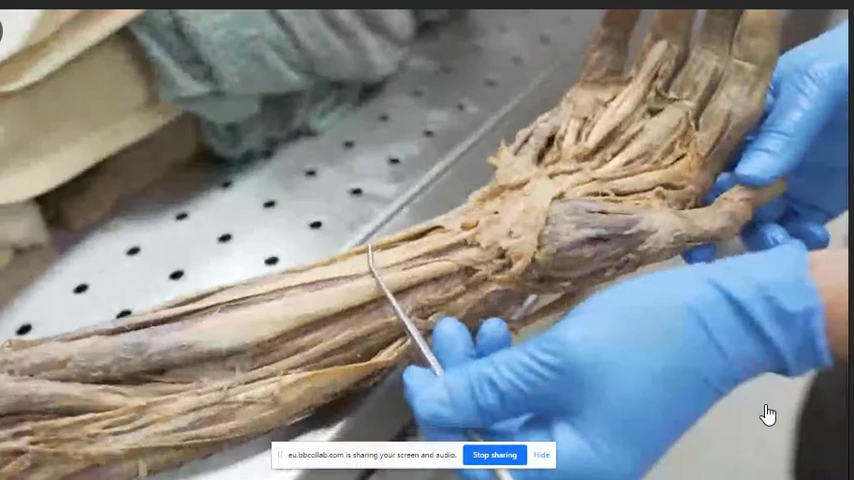 eu.bbcollab.com is sharing your screen and audio.
Stop sharing
Hide